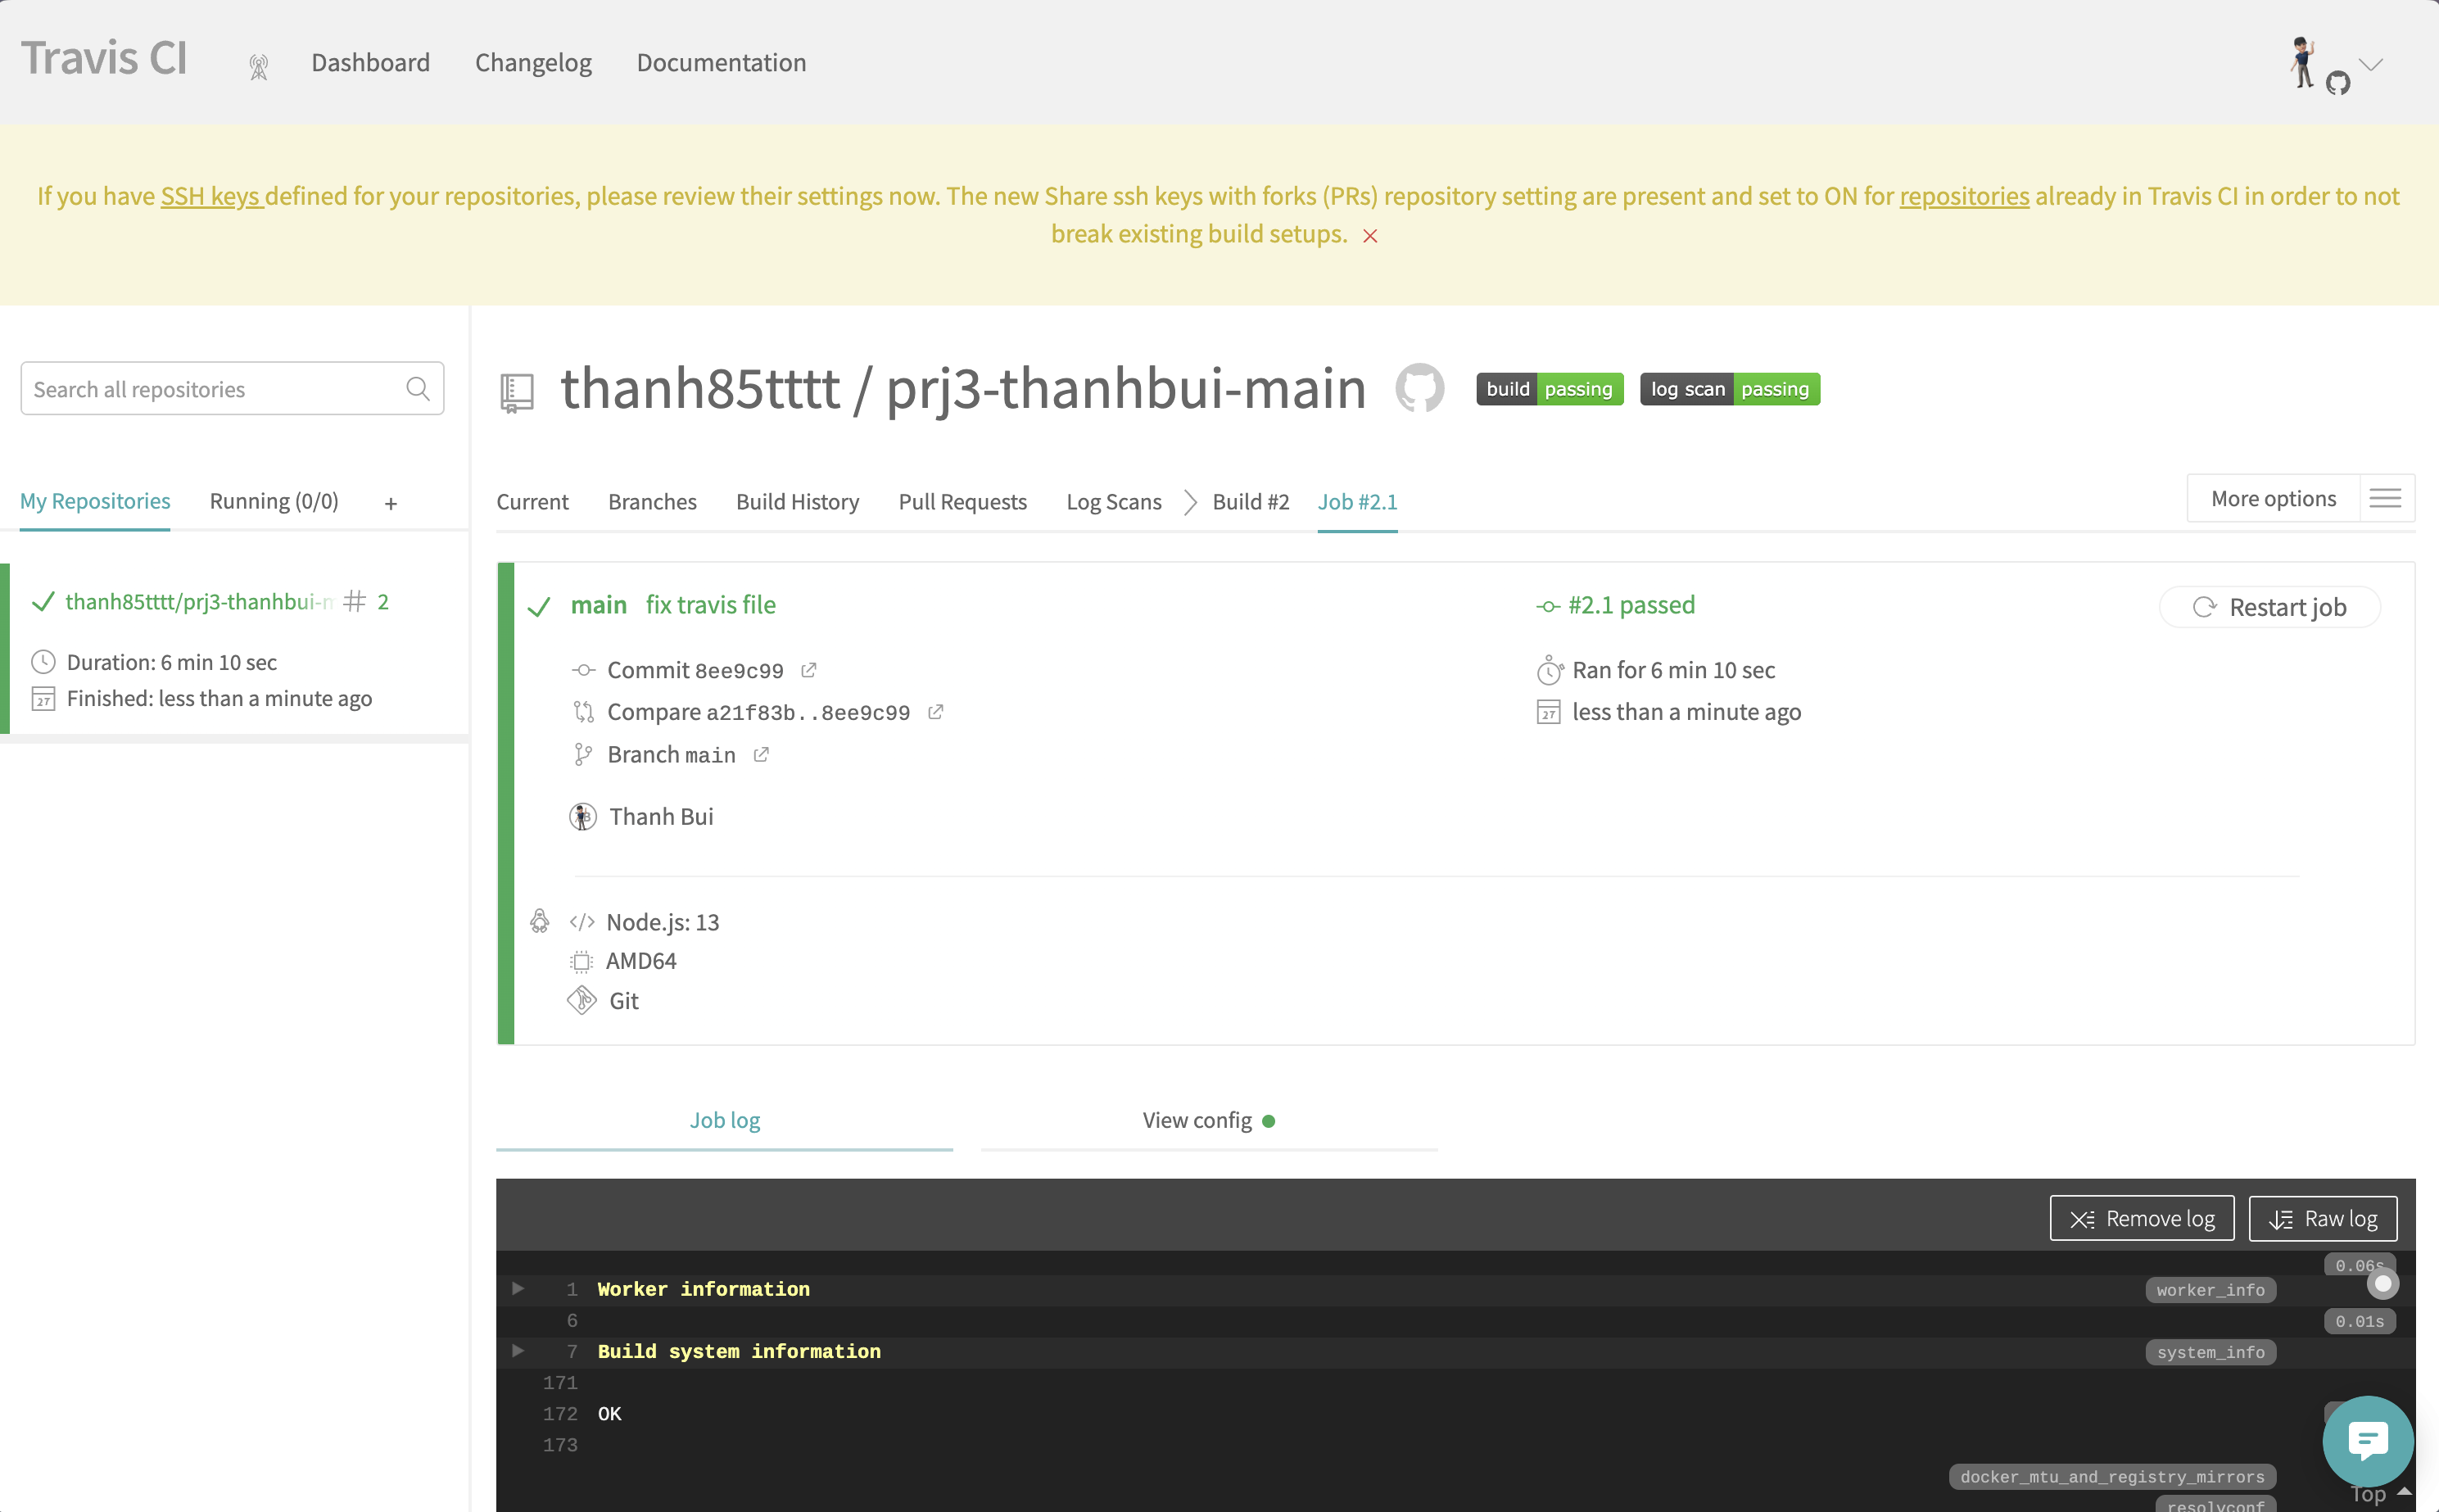 Travis CI
Dashboard
Changelog
Documentation
If you have SSH keys defined for your repositories, please review their settings now. The new Share ssh keys with forks (PRs) repository setting are present and set to ON for repositories already in Travis CI in order to not
break existing build setups.
Search all repositories
My Repositories
Running (0/0)
+
thanh85tttt/prj3-thanhbui-m
# 2
Duration: 6 min 10 sec
27
Finished: less than a minute ago
thanh85tttt / prj3-thanhbui-main
build passing
log scan passing
Current
Branches
Build History
Pull Requests
Log Scans
Build #2
Job #2.1
More options
main fix travis file
Commit 8ee9c99
Compare a21f83b..8ee9c99
Branch main
Thanh Bui
#2.1 passed
Ran for 6 min 10 sec
27
less than a minute ago
Restart job
Node.js: 13
AMD64
Git
Job log
View config
Remove log
Raw log
0.06s
1 Worker information
worker_info
6
0.01s
7 Build system information
system_info
171
172 OK
173
docker_mtu_and_registry_mirrors
resolvconf
Top